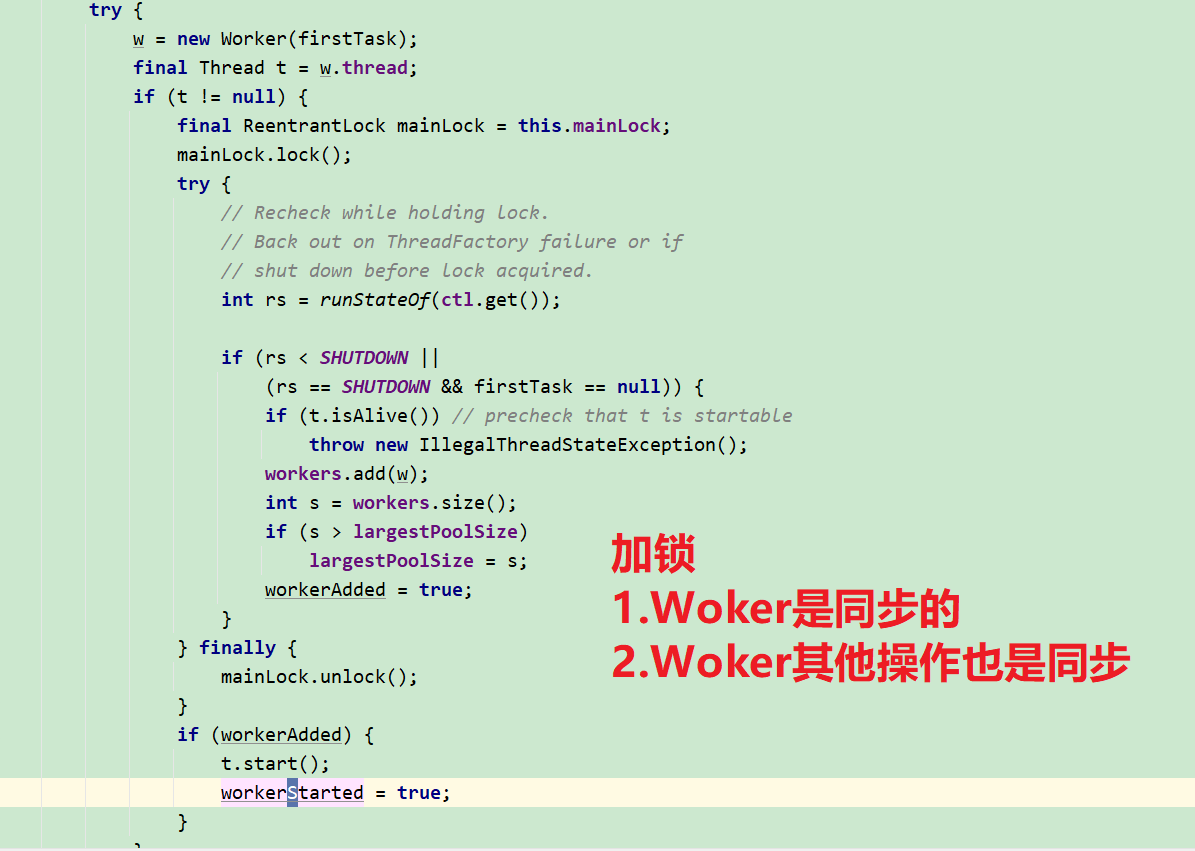 try {
w = new Worker(firstTask);
final Thread t = w.thread;
if (t != null) {
final ReentrantLock mainLock = this.mainLock;
mainLock.lock();
try {
// Recheck while holding lock.
// Back out on ThreadFactory failure or if
// shut down before lock acquired.
int rs = runStateOf(ctl.get());
if (rs < SHUTDOWN ||
(rs == SHUTDOWN && firstTask == null)) {
if (t.isAlive()) // precheck that t is startable
throw new IllegalThreadStateException();
workers.add(w);
int s = workers.size();
if (s > largestPoolSize)
largestPoolSize = s;
workerAdded = true;
}
} finally {
mainLock.unlock();
}
if (workerAdded) {
t.start();
workerStarted = true;
}
加锁
1.Woker是同步的
2.Woker其他操作也是同步